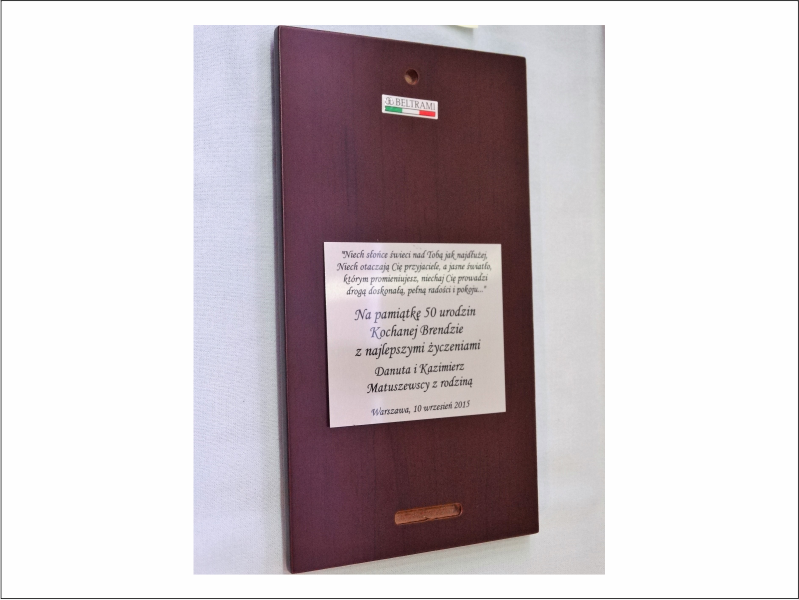 BELTRAMI
"Niech słońce świeci nad Tobą jak najdłużej,
Niech otaczają Cię przyjaciele, a jasne światło,
którym promieniujesz, niechaj Cię prowadzi
drogą doskonałą, pełną radości i pokoju..."
Na pamiątkę 50 urodzin
Kochanej Brendzie
z najlepszymi życzeniami
Danuta i Kazimierz
Matuszewscy z rodziną
Warszawa, 10 wrzesień 2015